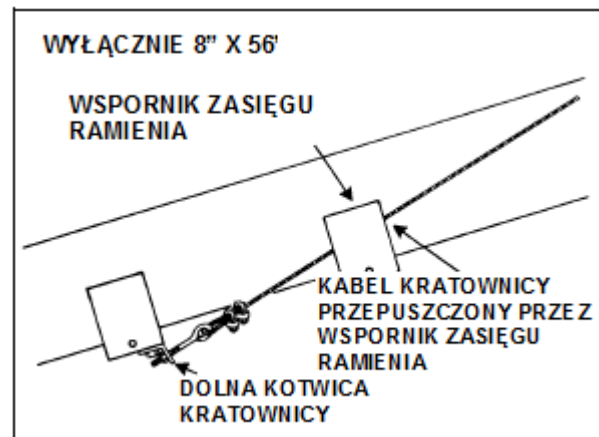 WYŁĄCZNIE 8” X 56'
WSPORNIK ZASIĘGU
RAMIENIA
KABEL KRATOWNICY
PRZEPUSZCZONY PRZEZ
WSPORNIK ZASIĘGU
RAMIENIA
DOLNA KOTWICA
KRATOWNICY